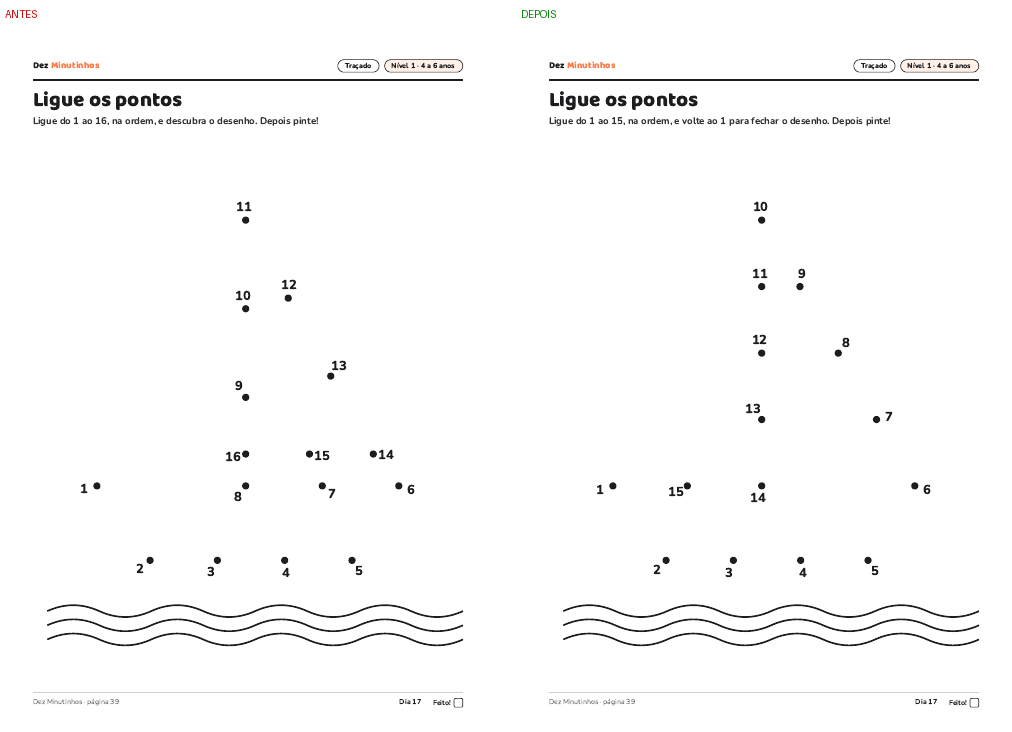 ANTES
Dez Minutinhos
Traçado
Nível 1 · 4 a 6 anos
Ligue os pontos
Ligue do 1 ao 16, na ordem, e descubra o desenho. Depois pinte!
11
12
10
13
9
16
15
14
1
8
7
6
2
3
4
5
Dez Minutinhos · página 39
Dia 17
Feito!
DEPOIS
Dez Minutinhos
Traçado
Nível 1 · 4 a 6 anos
Ligue os pontos
Ligue do 1 ao 15, na ordem, e volte ao 1 para fechar o desenho. Depois pinte!
10
11
9
12
8
13
7
1
15
14
6
2
3
4
5
Dez Minutinhos · página 39
Dia 17
Feito!